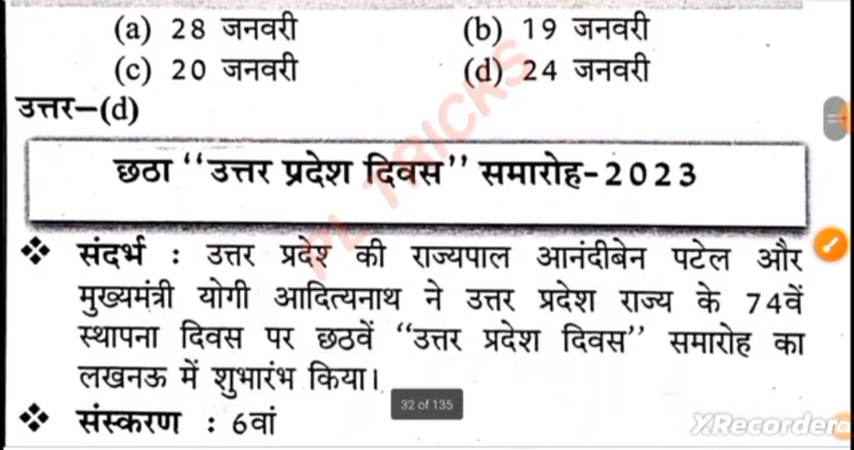 (a) 28 जनवरी (b) 19 जनवरी
(c) 20 जनवरी (d) 24 जनवरी
उत्तर–(d)
छठा ‘‘उत्तर प्रदेश दिवस’’ समारोह-2023
❖ संदर्भ : उत्तर प्रदेश की राज्यपाल आनंदीबेन पटेल और
मुख्यमंत्री योगी आदित्यनाथ ने उत्तर प्रदेश राज्य के 74वें
स्थापना दिवस पर छठवें ‘‘उत्तर प्रदेश दिवस’’ समारोह का
लखनऊ में शुभारंभ किया।
❖ संस्करण : 6वां
32 of 135
PL TRICKS
XRecorder